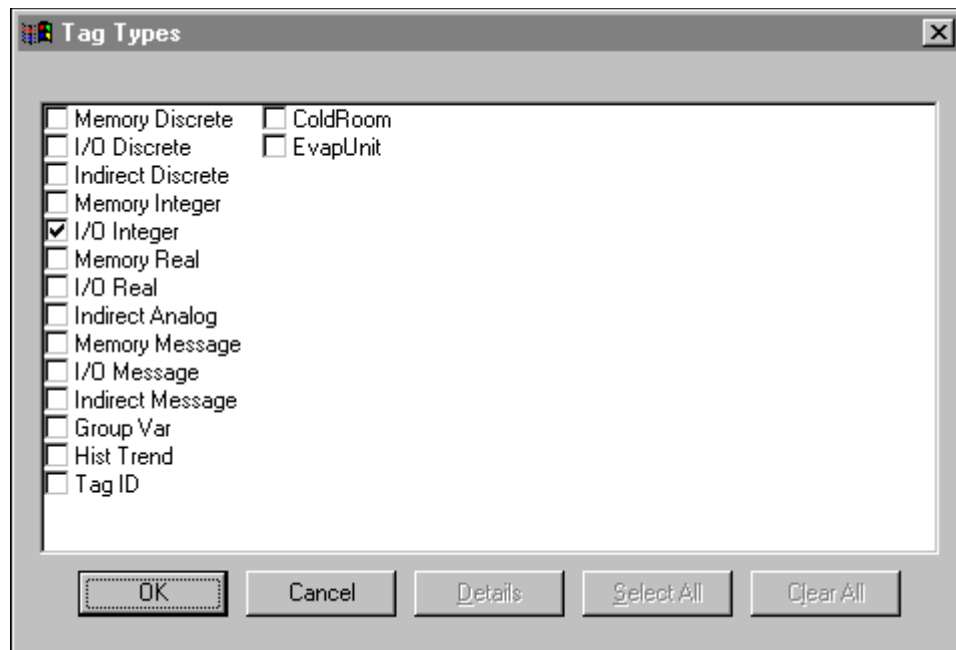 Tag Types
Memory Discrete
I/O Discrete
Indirect Discrete
Memory Integer
I/O Integer
Memory Real
I/O Real
Indirect Analog
Memory Message
I/O Message
Indirect Message
Group Var
Hist Trend
Tag ID
ColdRoom
EvapUnit
OK
Cancel
Details
Select All
Clear All